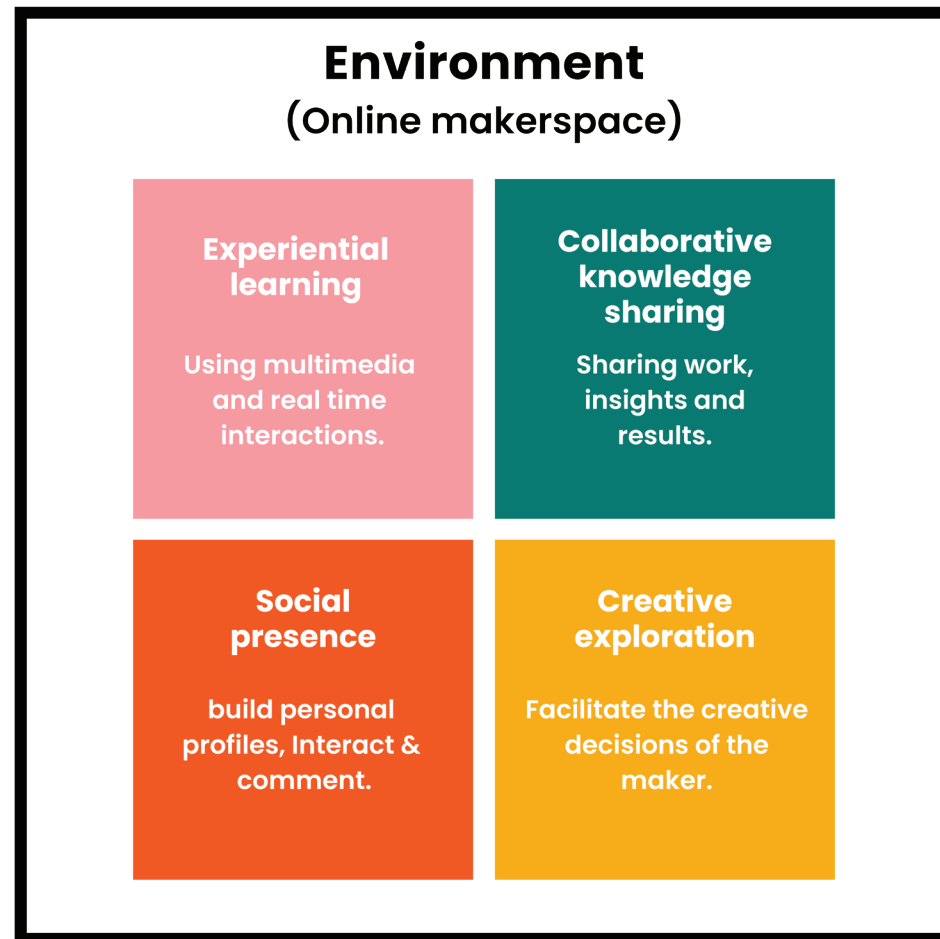 Environment
(Online makerspace)
Experiential
learning
Using multimedia
and real time
interactions.
Collaborative
knowledge
sharing
Sharing work,
insights and
results.
Social
presence
build personal
profiles, Interact &
comment.
Creative
exploration
Facilitate the creative
decisions of the
maker.